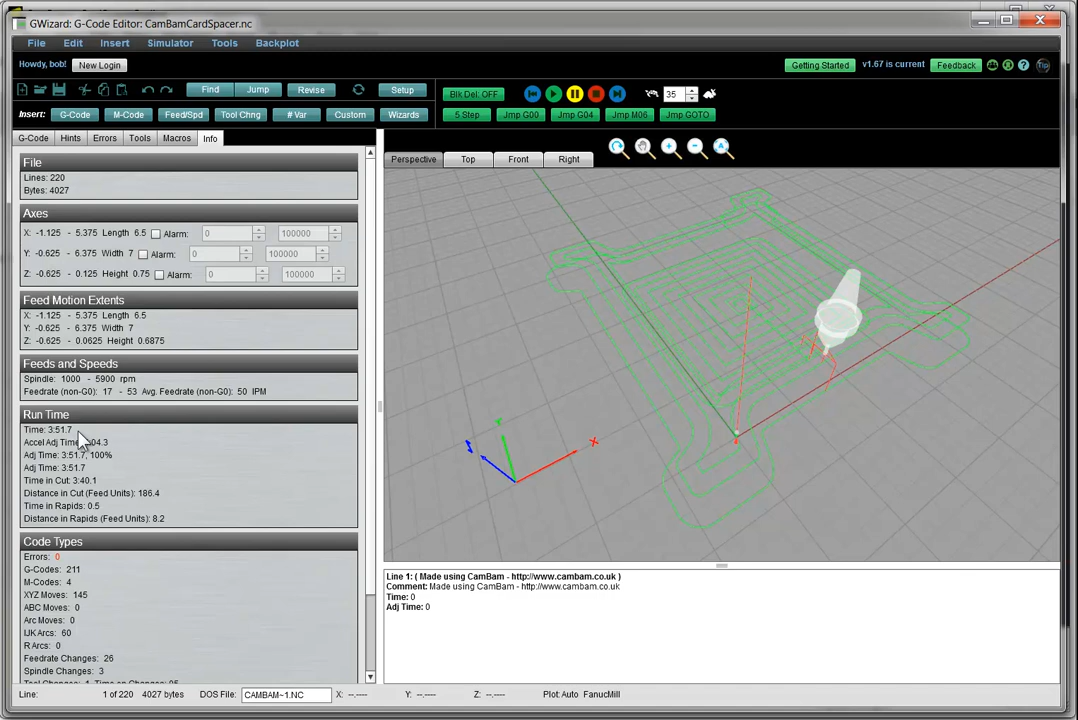 GWizard: G-Code Editor: CamBamCardSpacer.nc
File Edit Insert Simulator Tools Backplot
Howdy, bob! New Login Getting Started v1.67 is current Feedback ? Tip
Find Jump Revise Setup Blk Del: OFF 35
Insert: G-Code M-Code Feed/Spd Tool Chng # Var Custom Wizards 5 Step Jmp G00 Jmp G04 Jmp M06 Jmp GOTO
G-Code Hints Errors Tools Macros Info
Perspective Top Front Right
File
Lines: 220
Bytes: 4027
Axes
X: -1.125 - 5.375 Length 6.5 Alarm: 0 100000
Y: -0.625 - 6.375 Width 7 Alarm: 0 100000
Z: -0.625 - 0.125 Height 0.75 Alarm: 0 100000
Feed Motion Extents
X: -1.125 - 5.375 Length 6.5
Y: -0.625 - 6.375 Width 7
Z: -0.625 - 0.0625 Height 0.6875
Feeds and Speeds
Spindle: 1000 - 5900 rpm
Feedrate (non-G0): 17 - 53 Avg. Feedrate (non-G0): 50 IPM
Run Time
Time: 3:51.7
Accel Adj Time 04.3
Adj Time: 3:51.7, 100%
Adj Time: 3:51.7
Time in Cut: 3:40.1
Distance in Cut (Feed Units): 186.4
Time in Rapids: 0.5
Distance in Rapids (Feed Units): 8.2
Code Types
Errors: 0
G-Codes: 211
M-Codes: 4
XYZ Moves: 145
ABC Moves: 0
Arc Moves: 0
IJK Arcs: 60
R Arcs: 0
Feedrate Changes: 26
Spindle Changes: 3
X
Line 1: ( Made using CamBam - http://www.cambam.co.uk )
Comment: Made using CamBam - http://www.cambam.co.uk
Time: 0
Adj Time: 0
Line: 1 of 220 4027 bytes DOS File: CAMBAM~1.NC X: --.---- Y: --.---- Z: --.---- Plot: Auto FanucMill